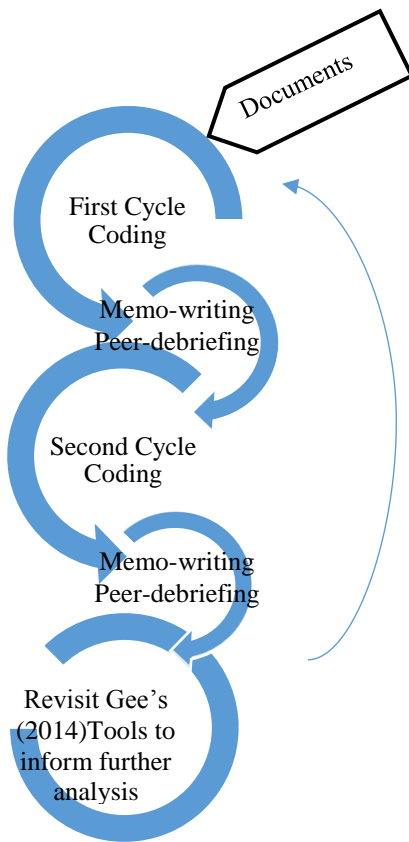 Documents
First Cycle
Coding
Memo-writing
Peer-debriefing
Second Cycle
Coding
Memo-writing
Peer-debriefing
Revisit Gee’s
(2014)Tools to
inform further
analysis